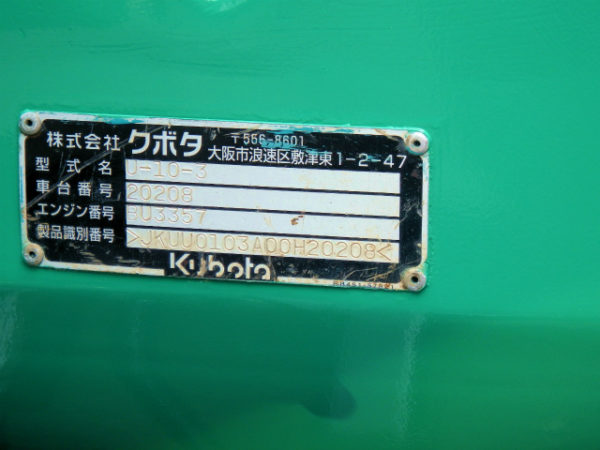 株式会社 クボタ 〒556-8601
大阪市浪速区敷津東1-2-47
型式名 U-10-3
車台番号 20208
エンジン番号 RU3357
製品識別番号 >JKUU0103A00H20208<
Kubota